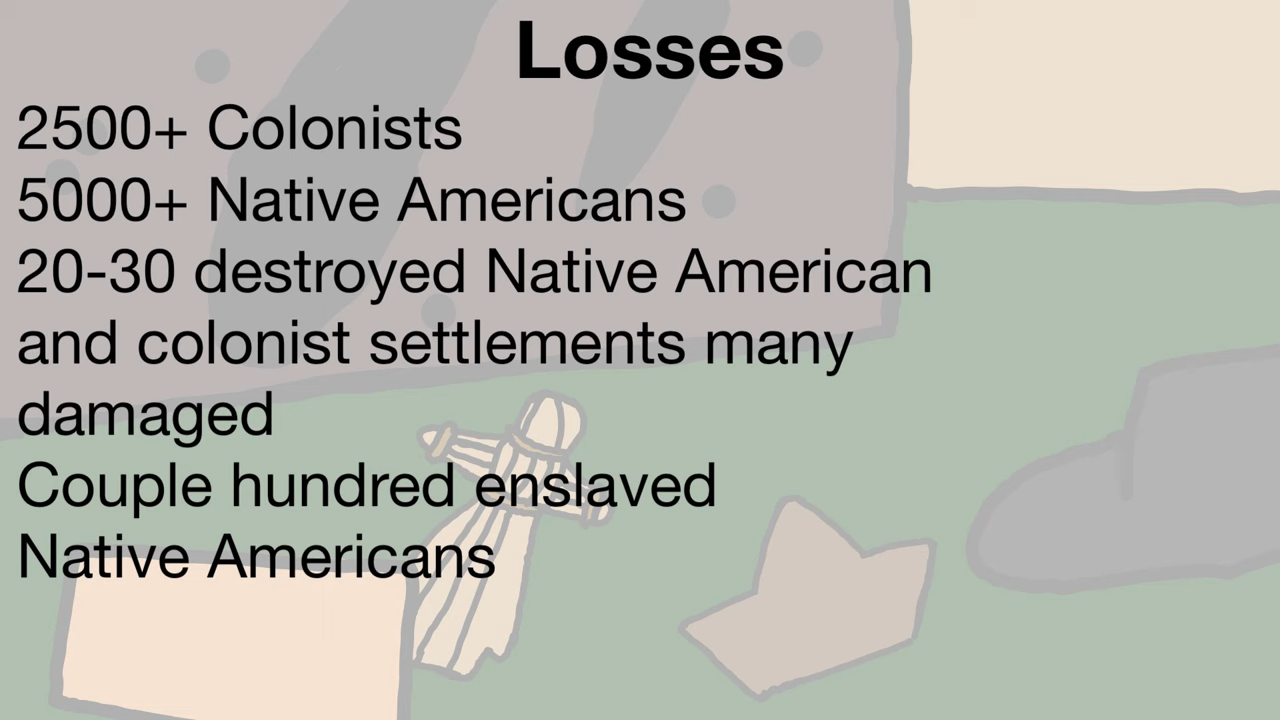 Losses
2500+ Colonists
5000+ Native Americans
20-30 destroyed Native American
and colonist settlements many
damaged
Couple hundred enslaved
Native Americans